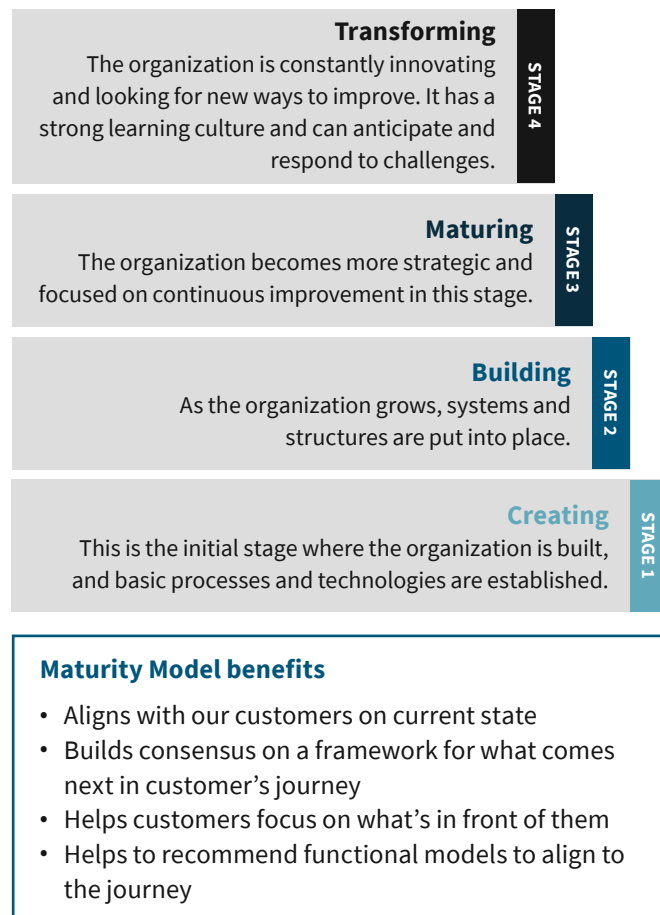 Transforming
The organization is constantly innovating
and looking for new ways to improve. It has a
strong learning culture and can anticipate and
respond to challenges.
STAGE 4
Maturing
The organization becomes more strategic and
focused on continuous improvement in this stage.
STAGE 3
Building
As the organization grows, systems and
structures are put into place.
STAGE 2
Creating
This is the initial stage where the organization is built,
and basic processes and technologies are established.
STAGE 1
Maturity Model benefits
• Aligns with our customers on current state
• Builds consensus on a framework for what comes
next in customer’s journey
• Helps customers focus on what’s in front of them
• Helps to recommend functional models to align to
the journey